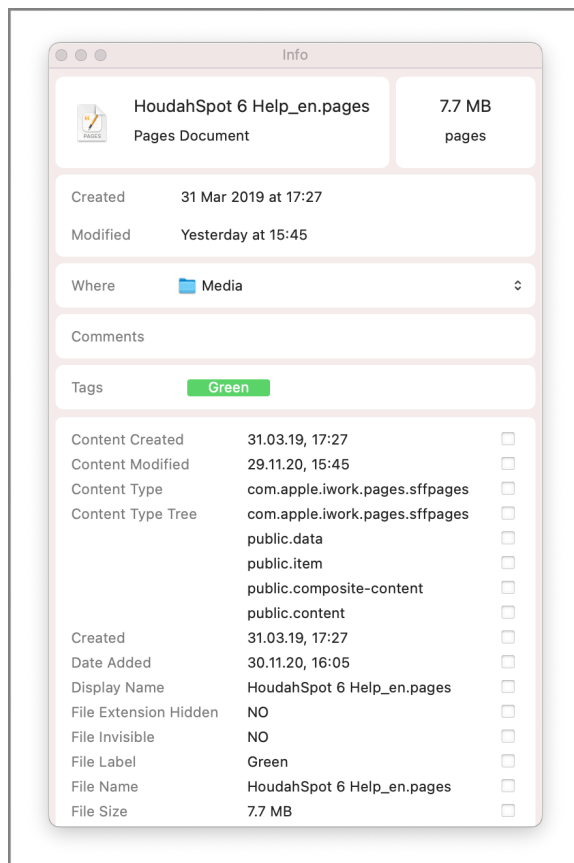 Info
HoudahSpot 6 Help_en.pages
7.7 MB
PAGES
Pages Document
pages
Created 31 Mar 2019 at 17:27
Modified Yesterday at 15:45
Where Media
Comments
Tags Green
Content Created 31.03.19, 17:27
Content Modified 29.11.20, 15:45
Content Type com.apple.iwork.pages.sffpages
Content Type Tree com.apple.iwork.pages.sffpages
public.data
public.item
public.composite-content
public.content
Created 31.03.19, 17:27
Date Added 30.11.20, 16:05
Display Name HoudahSpot 6 Help_en.pages
File Extension Hidden NO
File Invisible NO
File Label Green
File Name HoudahSpot 6 Help_en.pages
File Size 7.7 MB